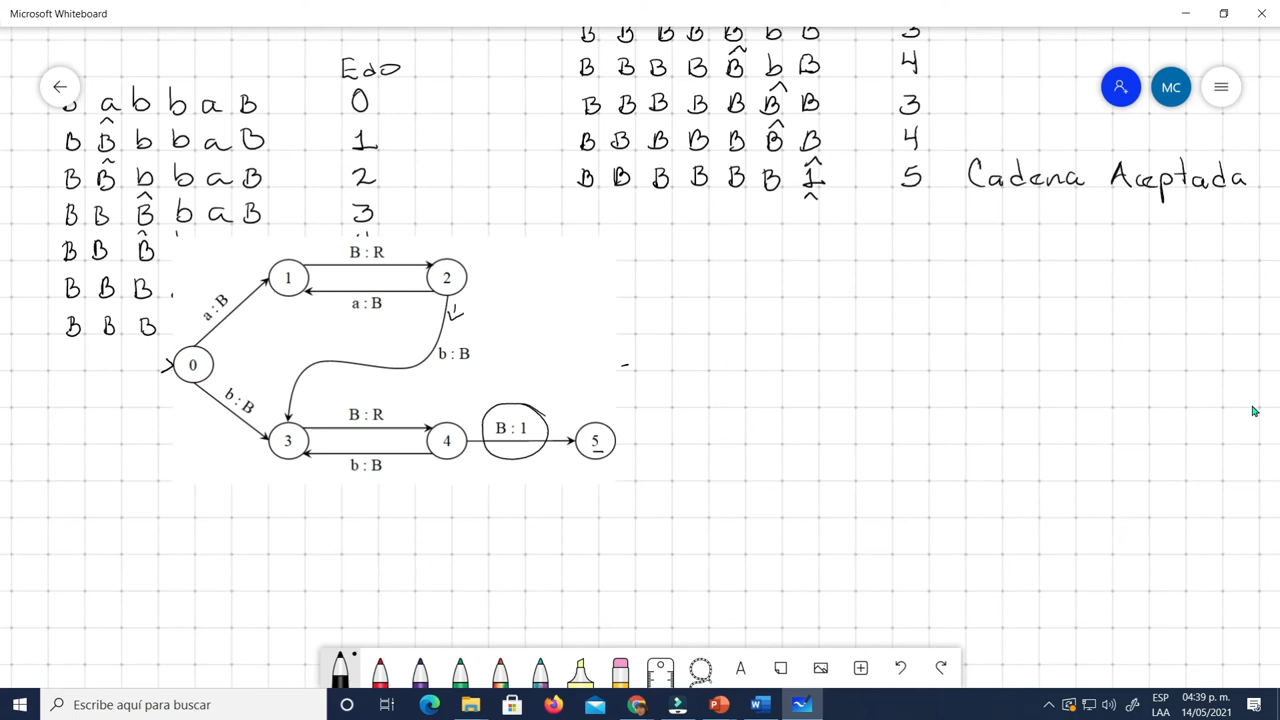 Microsoft Whiteboard
Edo
a b b a B 0
B B b b a B 1
B B b b a B 2
B B B b a B 3
B B B
B B B
B B B
B B B B B b B 3
B B B B B b B 4
B B B B B B B 3
B B B B B B B 4
B B B B B B 1 5 Cadena Aceptada
MC
B : R
1
2
a : B
a : B
b : B
0
b : B
B : R
3
4
B : 1
5
b : B
Escribe aquí para buscar
ESP
LAA
04:39 p. m.
14/05/2021